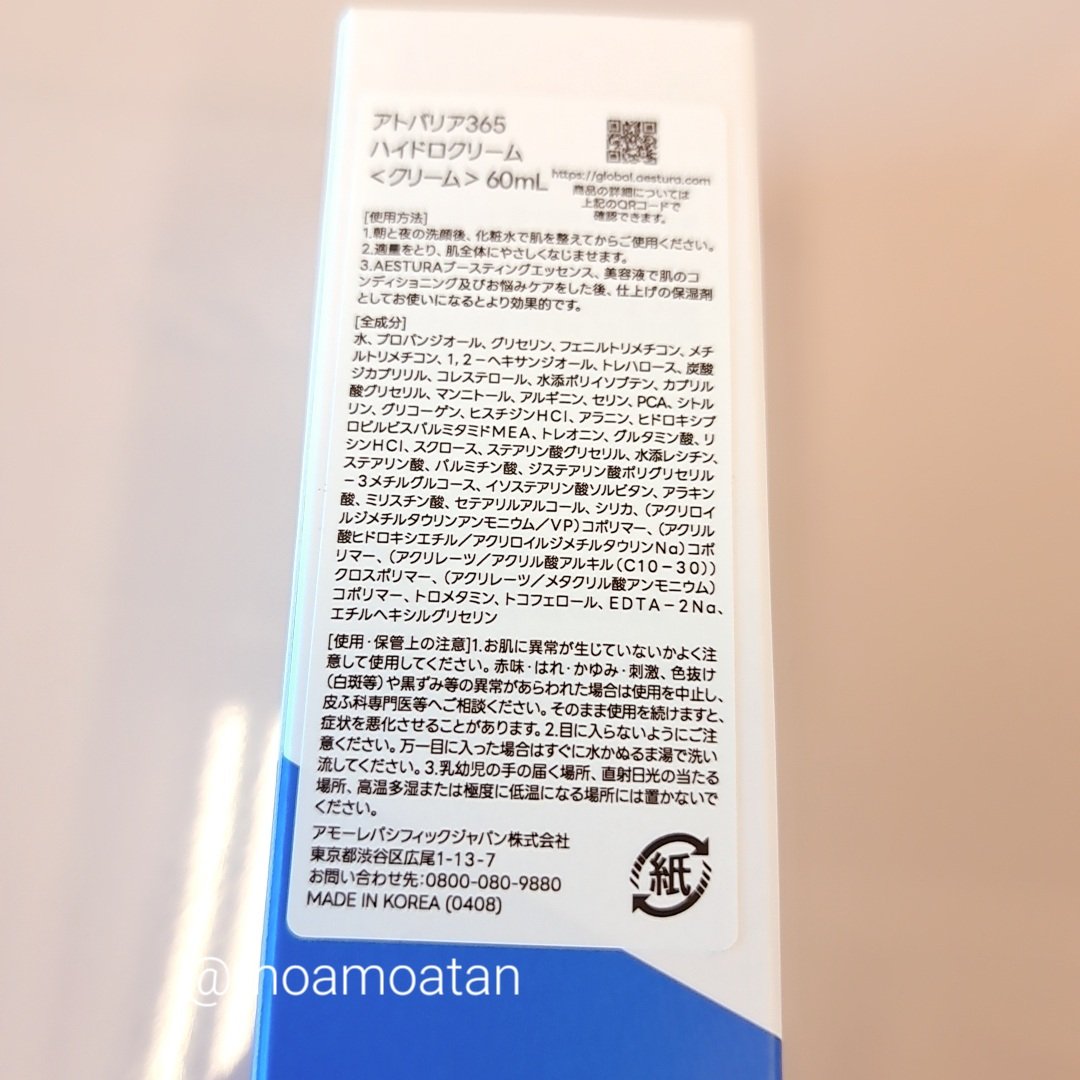 アトバリア365
ハイドロクリーム
<クリーム> 60mL
https://global.aestura.com
商品の詳細については
上記のQRコードで
確認できます。
[使用方法]
1.朝と夜の洗顔後、化粧水で肌を整えてからご使用ください。
2.適量をとり、肌全体にやさしくなじませます。
3.AESTURAブースティングエッセンス、美容液で肌のコ
ンディショニング及びお悩みケアをした後、仕上げの保湿剤
としてお使いになるとより効果的です。
[全成分]
水、プロパンジオール、グリセリン、フェニルトリメチコン、メチ
ルトリメチコン、1,2-ヘキサンジオール、トレハロース、炭酸
ジカプリリル、コレステロール、水添ポリイソブテン、カプリル
酸グリセリル、マンニトール、アルギニン、セリン、PCA、シトル
リン、グリコーゲン、ヒスチジンHCl、アラニン、ヒドロキシプ
ロピルビスパルミタミドMEA、トレオニン、グルタミン酸、リ
シンHCl、スクロース、ステアリン酸グリセリル、水添レシチン、
ステアリン酸、パルミチン酸、ジステアリン酸ポリグリセリル
-3メチルグルコース、イソステアリン酸ソルビタン、アラキン
酸、ミリスチン酸、セテアリルアルコール、シリカ、(アクリロイ
ルジメチルタウリンアンモニウム/VP)コポリマー、(アクリル
酸ヒドロキシエチル/アクリロイルジメチルタウリンNa)コポ
リマー、(アクリレーツ/アクリル酸アルキル(C10-30))
クロスポリマー、(アクリレーツ/メタクリル酸アンモニウム)
コポリマー、トロメタミン、トコフェロール、EDTA-2Na、
エチルヘキシルグリセリン
[使用・保管上の注意]1.お肌に異常が生じていないかよく注
意して使用してください。赤味・はれ・かゆみ・刺激、色抜け
(白斑等)や黒ずみ等の異常があらわれた場合は使用を中止し、
皮ふ科専門医等へご相談ください。そのまま使用を続けますと、
症状を悪化させることがあります。2.目に入らないようにご注
意ください。万一目に入った場合はすぐに水かぬるま湯で洗い
流してください。3.乳幼児の手の届く場所、直射日光の当たる
場所、高温多湿または極度に低温になる場所には置かないで
ください。
アモーレパシフィックジャパン株式会社
東京都渋谷区広尾1-13-7
お問い合わせ先:0800-080-9880
MADE IN KOREA (0408)
紙